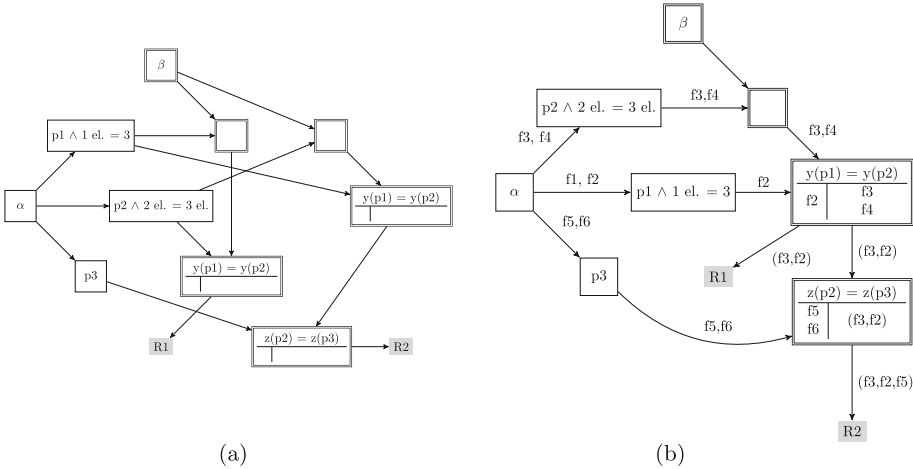 β
p1 ∧ 1 el. = 3
α
p2 ∧ 2 el. = 3 el.
y(p1) = y(p2)
y(p1) = y(p2)
p3
z(p2) = z(p3)
R1
R2
(a)
β
p2 ∧ 2 el. = 3 el.
f3,f4
f3, f4
f3,f4
α
f1, f2
p1 ∧ 1 el. = 3
f2
y(p1) = y(p2)
f2
f3
f4
f5,f6
p3
R1
(f3,f2)
(f3,f2)
z(p2) = z(p3)
f5
f6
(f3,f2)
f5,f6
(f3,f2,f5)
R2
(b)